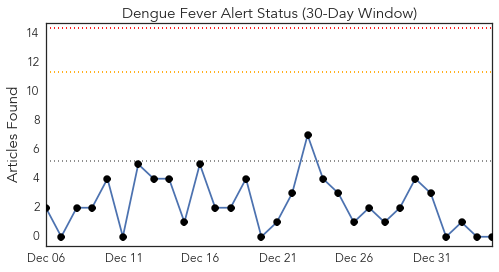 Dengue Fever Alert Status (30-Day Window)
Articles Found
14
12
10
8
6
4
2
0
Dec 06 Dec 11 Dec 16 Dec 21 Dec 26 Dec 31